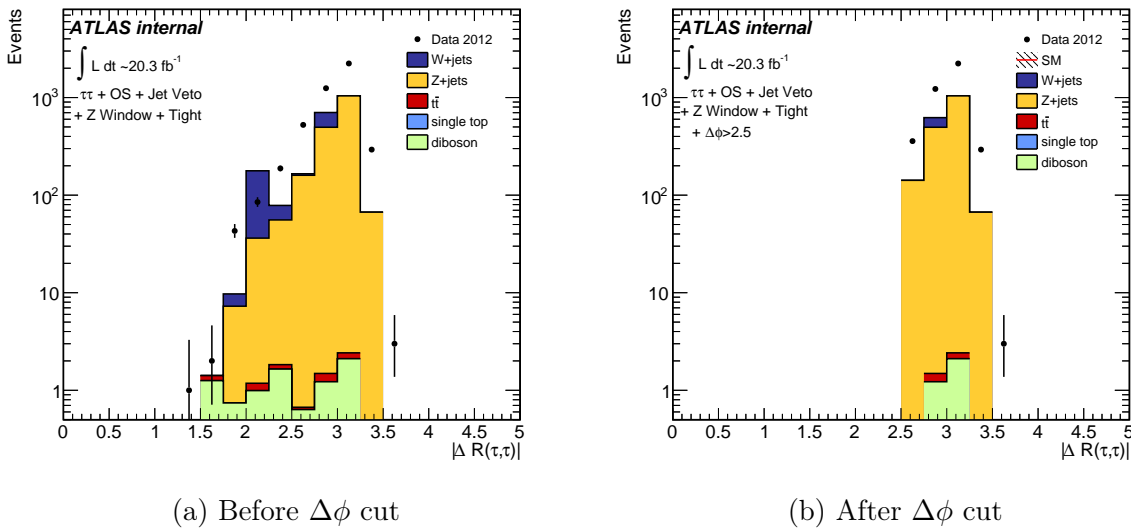 Events
10³
10²
10
1
ATLAS internal
∫ L dt ~20.3 fb⁻¹
ττ + OS + Jet Veto
+ Z Window + Tight
Data 2012
W+jets
Z+jets
tt̄
single top
diboson
0 0.5 1 1.5 2 2.5 3 3.5 4 4.5 5
|Δ R(τ,τ)|
(a) Before Δϕ cut
Events
10³
10²
10
1
ATLAS internal
∫ L dt ~20.3 fb⁻¹
ττ + OS + Jet Veto
+ Z Window + Tight
+ Δϕ>2.5
Data 2012
SM
W+jets
Z+jets
tt̄
single top
diboson
0 0.5 1 1.5 2 2.5 3 3.5 4 4.5 5
|Δ R(τ,τ)|
(b) After Δϕ cut